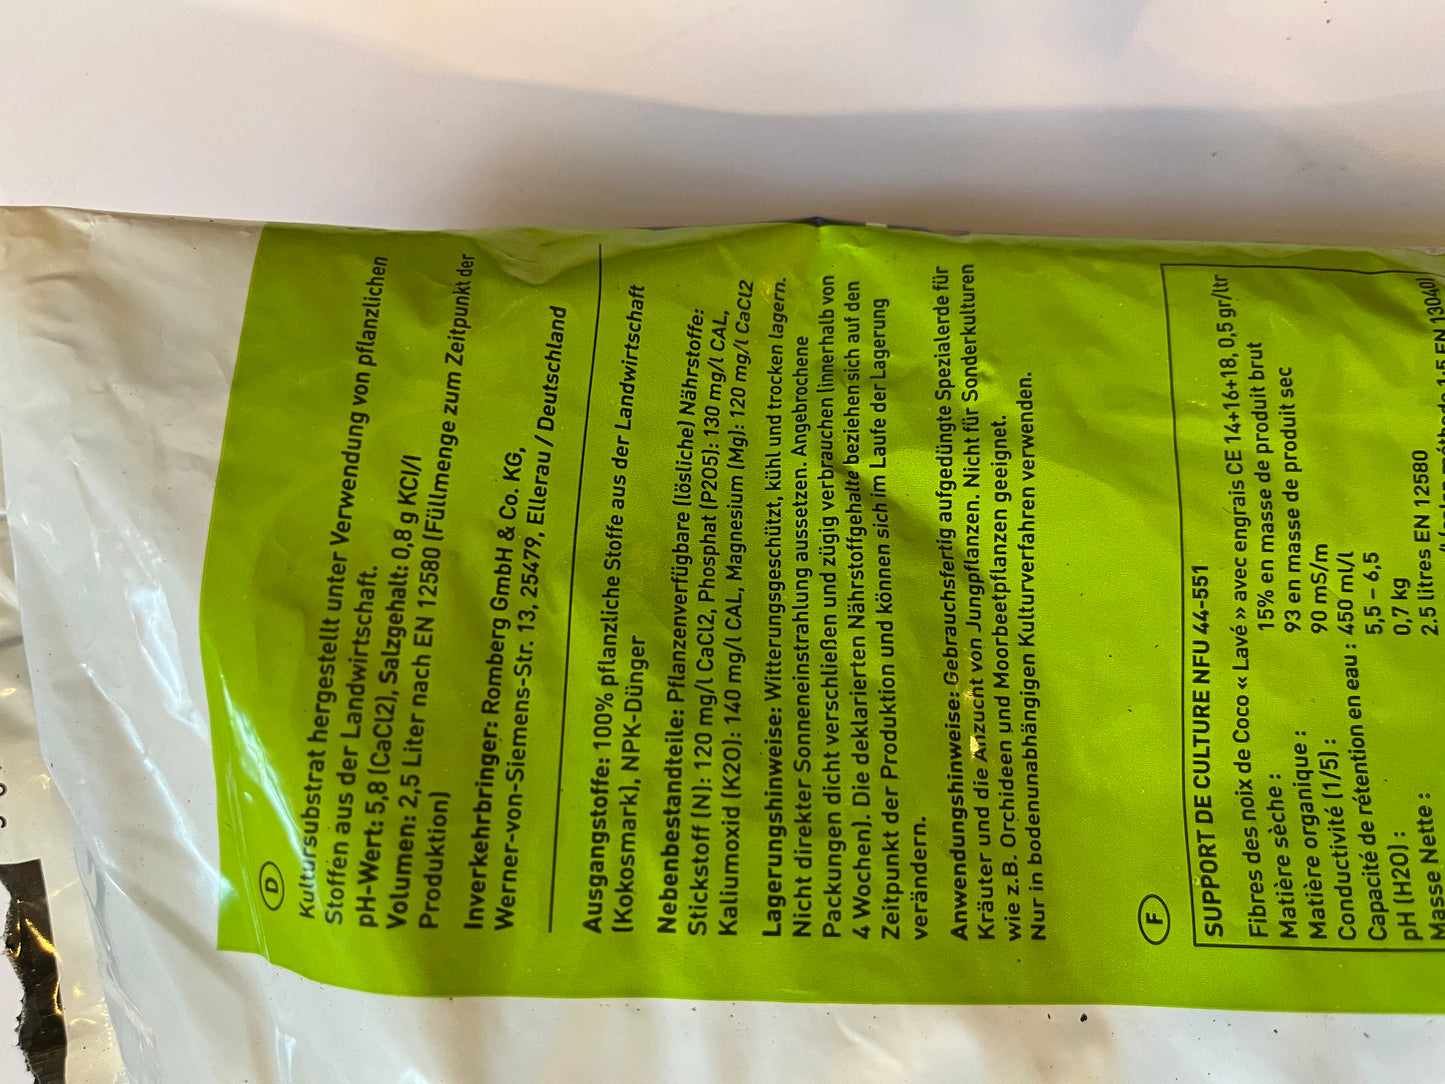 D
Kultursubstrat hergestellt unter Verwendung von pflanzlichen
Stoffen aus der Landwirtschaft.
pH-Wert: 5,8 (CaCl2), Salzgehalt: 0,8 g KCl/l
Volumen: 2,5 Liter nach EN 12580 (Füllmenge zum Zeitpunkt der
Produktion)
Inverkehrbringer: Romberg GmbH & Co. KG,
Werner-von-Siemens-Str. 13, 25479, Ellerau / Deutschland
Ausgangstoffe: 100% pflanzliche Stoffe aus der Landwirtschaft
(Kokosmark), NPK-Dünger
Nebenbestandteile: Pflanzenverfügbare (lösliche) Nährstoffe:
Stickstoff (N): 120 mg/l CaCl2, Phosphat (P2O5): 130 mg/l CAL,
Kaliumoxid (K2O): 140 mg/l CAL, Magnesium (Mg): 120 mg/l CaCl2
Lagerungshinweise: Witterungsgeschützt, kühl und trocken lagern.
Nicht direkter Sonneneinstrahlung aussetzen. Angebrochene
Packungen dicht verschließen und zügig verbrauchen (innerhalb von
4 Wochen). Die deklarierten Nährstoffgehalte beziehen sich auf den
Zeitpunkt der Produktion und können sich im Laufe der Lagerung
verändern.
Anwendungshinweise: Gebrauchsfertig aufgedüngte Spezialerde für
Kräuter und die Anzucht von Jungpflanzen. Nicht für Sonderkulturen
wie z.B. Orchideen und Moorbeetpflanzen geeignet.
Nur in bodenunabhängigen Kulturverfahren verwenden.
F
SUPPORT DE CULTURE NFU 44-551
Fibres des noix de Coco « Lavé » avec engrais CE 14+16+18, 0,5 gr/ltr
Matière sèche : 15% en masse de produit brut
Matière organique : 93 en masse de produit sec
Conductivité (1/5) : 90 mS/m
Capacité de rétention en eau : 450 ml/l
pH (H2O) : 5,5 – 6,5
Masse Nette : 0,7 kg
2.5 litres EN 12580
méthode 1:5 EN 13040)